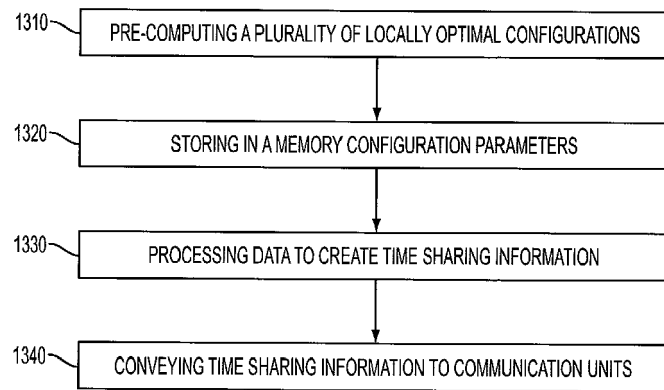 1310 PRE-COMPUTING A PLURALITY OF LOCALLY OPTIMAL CONFIGURATIONS
1320 STORING IN A MEMORY CONFIGURATION PARAMETERS
1330 PROCESSING DATA TO CREATE TIME SHARING INFORMATION
1340 CONVEYING TIME SHARING INFORMATION TO COMMUNICATION UNITS